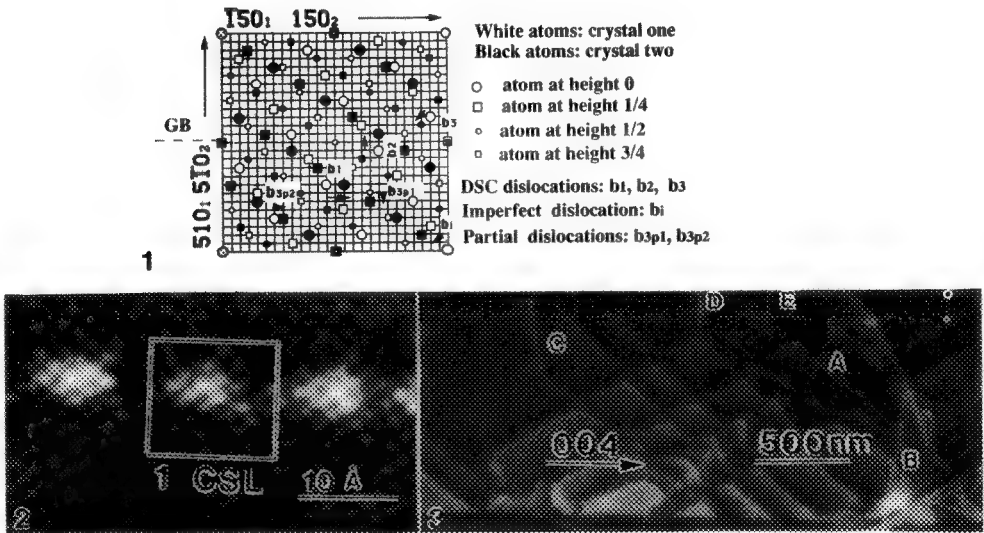 1̅50₁ 150₂
GB
510₁ 51̅0₂
b3
b2
b1
b3p2
b3p1
bi
1
White atoms: crystal one
Black atoms: crystal two
atom at height 0
atom at height 1/4
atom at height 1/2
atom at height 3/4
DSC dislocations: b1, b2, b3
Imperfect dislocation: bi
Partial dislocations: b3p1, b3p2
1 CSL
10 Å
2
C
D
E
A
004
500nm
B
3